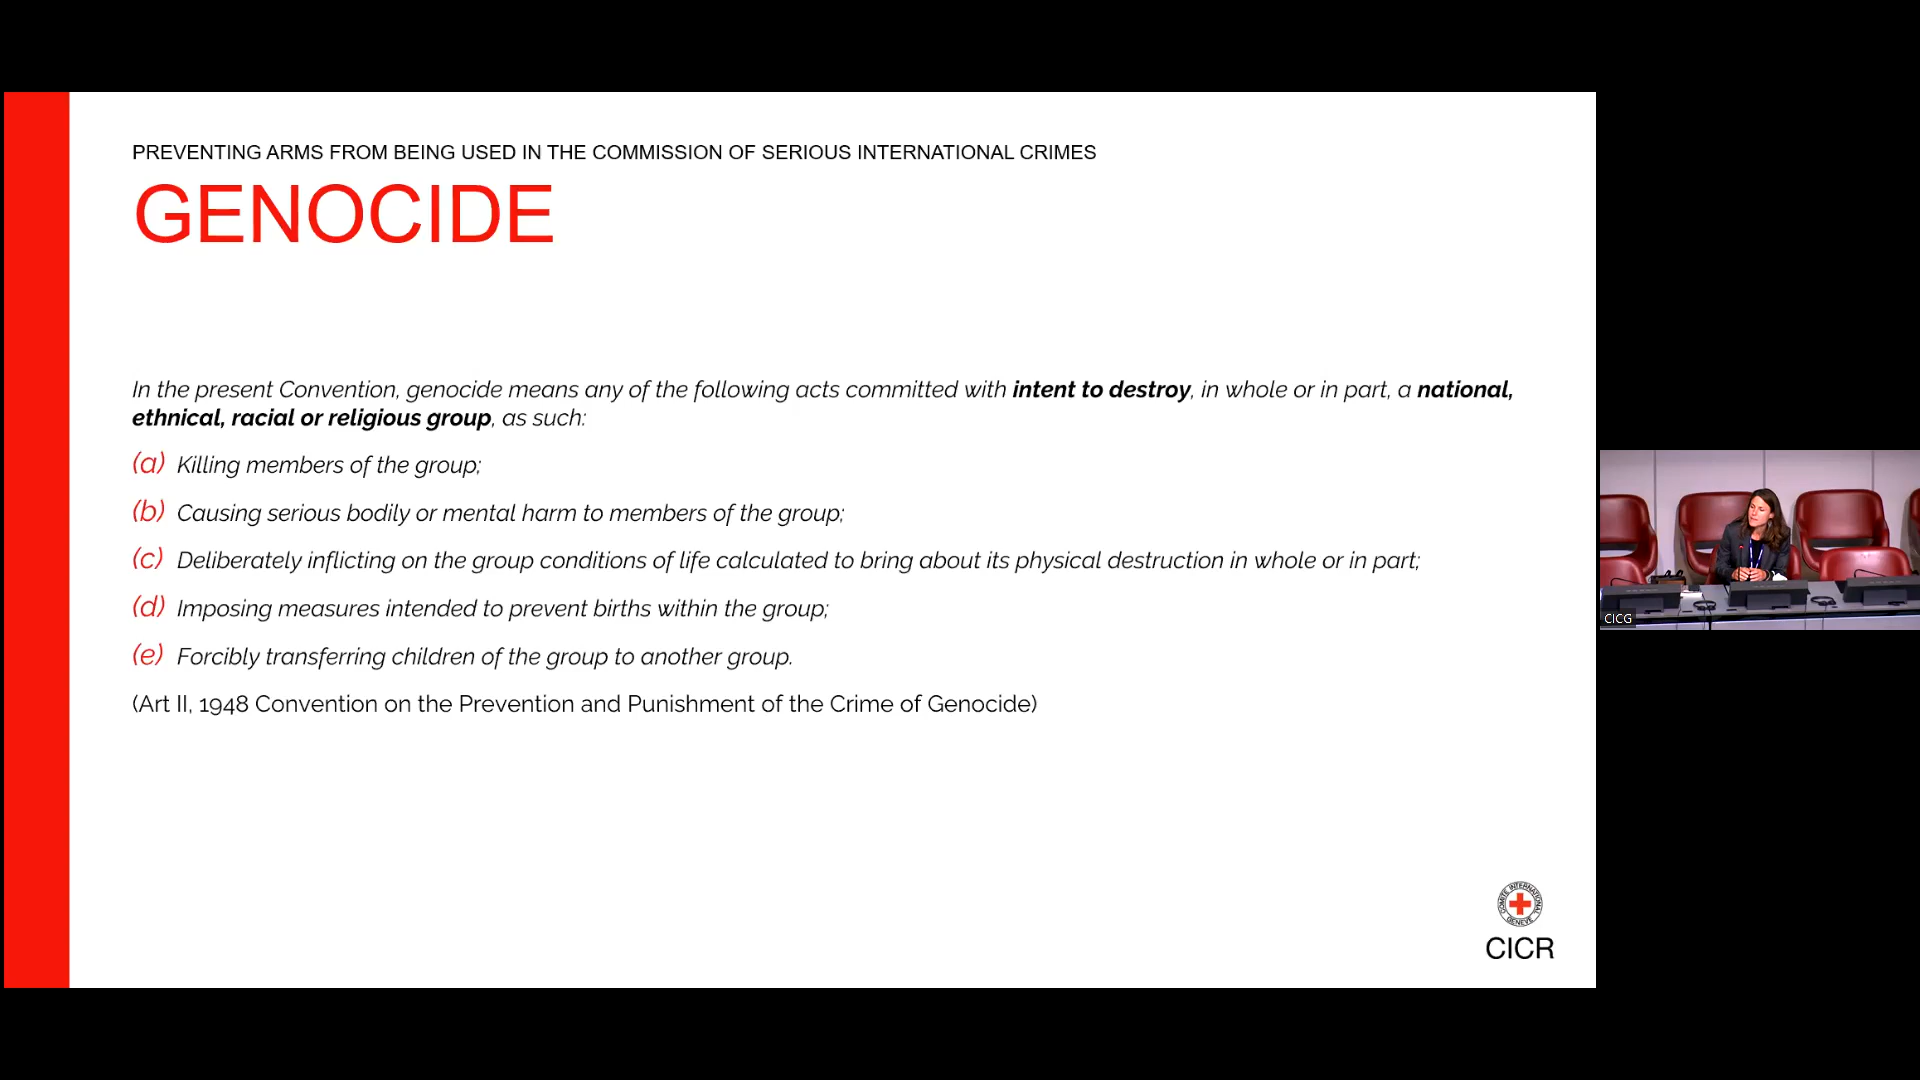 PREVENTING ARMS FROM BEING USED IN THE COMMISSION OF SERIOUS INTERNATIONAL CRIMES
GENOCIDE
In the present Convention, genocide means any of the following acts committed with intent to destroy, in whole or in part, a national,
ethnical, racial or religious group, as such:
(a) Killing members of the group;
(b) Causing serious bodily or mental harm to members of the group;
(c) Deliberately inflicting on the group conditions of life calculated to bring about its physical destruction in whole or in part;
(d) Imposing measures intended to prevent births within the group;
(e) Forcibly transferring children of the group to another group.
(Art II, 1948 Convention on the Prevention and Punishment of the Crime of Genocide)
COMITE INTERNATIONAL GENEVE
CICR
CICG